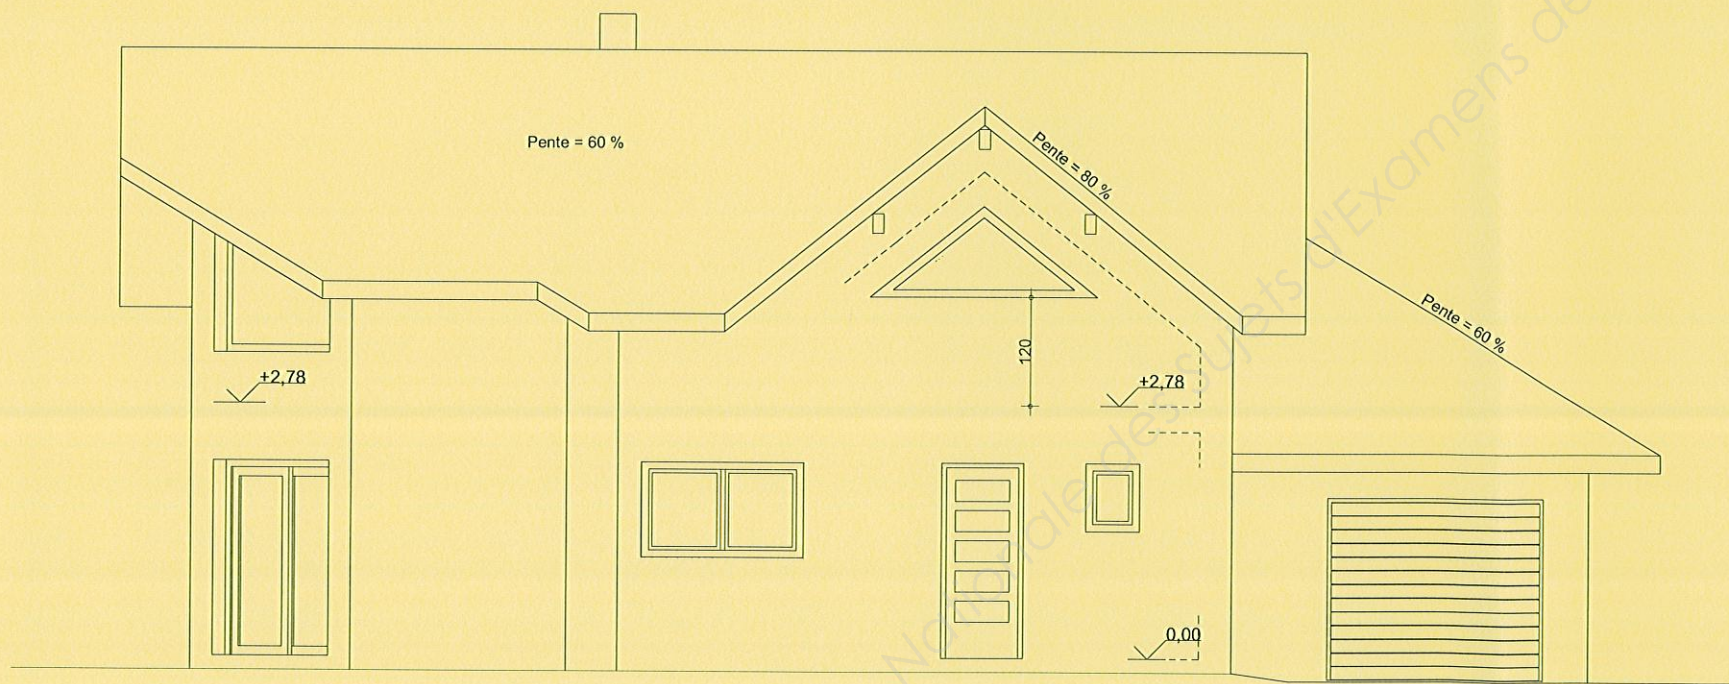 Pente = 60 %
Pente = 80 %
Pente = 60 %
120
+2,78
+2,78
0,00
Nationale des Sujets d'Examens de